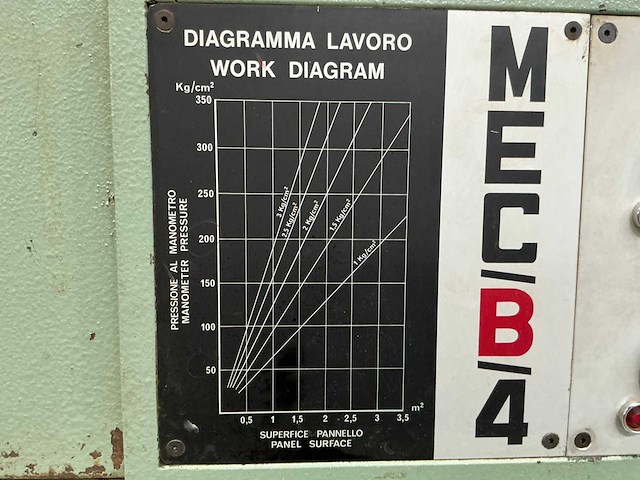 DIAGRAMMA LAVORO
WORK DIAGRAM
Kg/cm²
350
300
250
200
150
100
50
PRESSIONE AL MANOMETRO
MANOMETER PRESSURE
3 Kg/cm²
2,5 Kg/cm²
2 Kg/cm²
1,5 Kg/cm²
1 Kg/cm²
0,5 1 1,5 2 2,5 3 3,5 m²
SUPERFICE PANNELLO
PANEL SURFACE
MEC/B/4